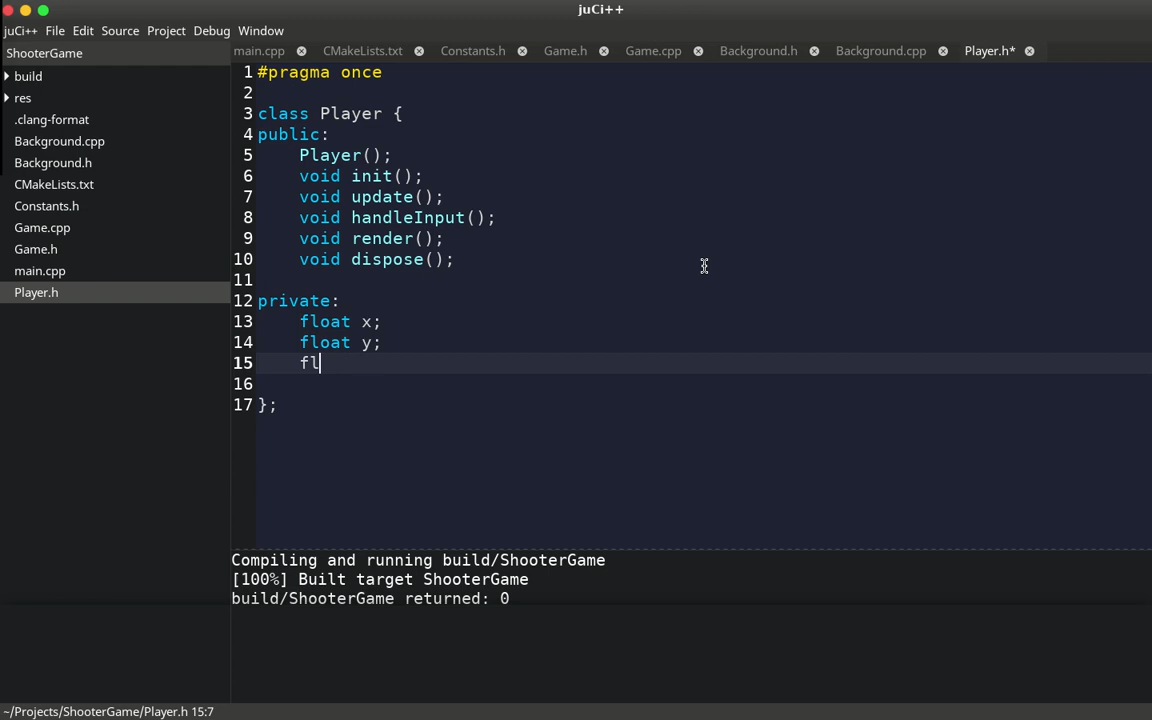 juCi++
juCi++ File Edit Source Project Debug Window
ShooterGame
main.cpp CMakeLists.txt Constants.h Game.h Game.cpp Background.h Background.cpp Player.h*
build
res
.clang-format
Background.cpp
Background.h
CMakeLists.txt
Constants.h
Game.cpp
Game.h
main.cpp
Player.h
1 #pragma once
2
3 class Player {
4 public:
5     Player();
6     void init();
7     void update();
8     void handleInput();
9     void render();
10     void dispose();
11
12 private:
13     float x;
14     float y;
15     fl
16
17 };
Compiling and running build/ShooterGame
[100%] Built target ShooterGame
build/ShooterGame returned: 0
~/Projects/ShooterGame/Player.h 15:7